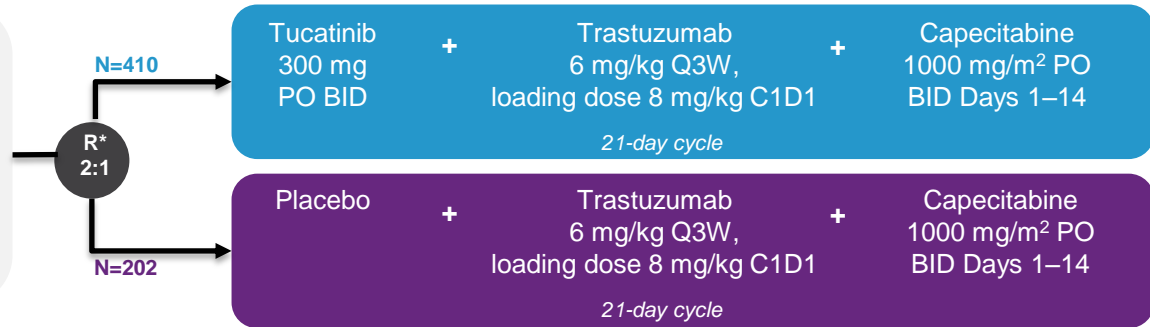 N=410
R*
2:1
N=202
Tucatinib
300 mg
PO BID
+
Trastuzumab
6 mg/kg Q3W,
loading dose 8 mg/kg C1D1
+
Capecitabine
1000 mg/m² PO
BID Days 1–14
21-day cycle
Placebo
+
Trastuzumab
6 mg/kg Q3W,
loading dose 8 mg/kg C1D1
+
Capecitabine
1000 mg/m² PO
BID Days 1–14
21-day cycle